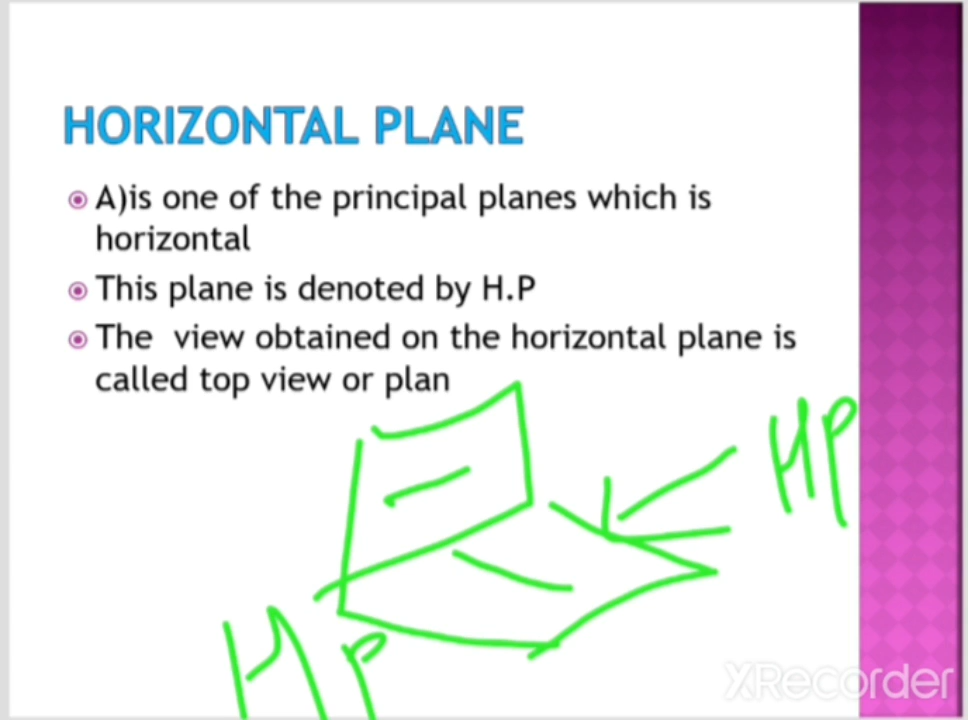 HORIZONTAL PLANE
A)is one of the principal planes which is
horizontal
This plane is denoted by H.P
The view obtained on the horizontal plane is
called top view or plan
HP
HP
XRecorder